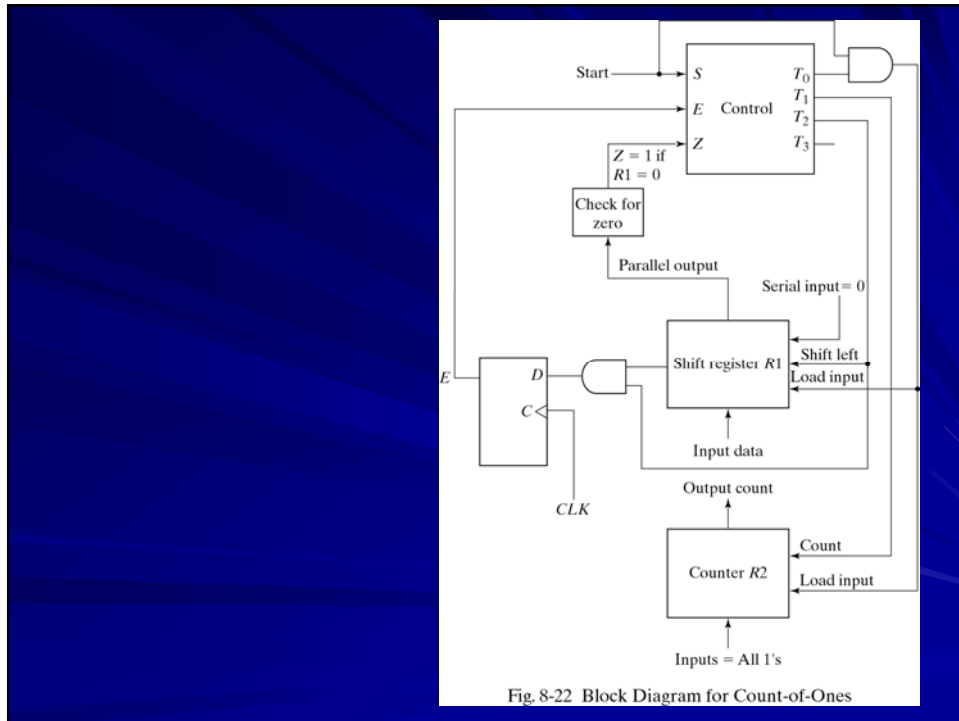 Start
S
T0
E
Control
T1
T2
Z
T3
Z = 1 if
R1 = 0
Check for
zero
Parallel output
Serial input = 0
Shift register R1
Shift left
Load input
E
D
C
Input data
CLK
Output count
Counter R2
Count
Load input
Inputs = All 1's
Fig. 8-22 Block Diagram for Count-of-Ones